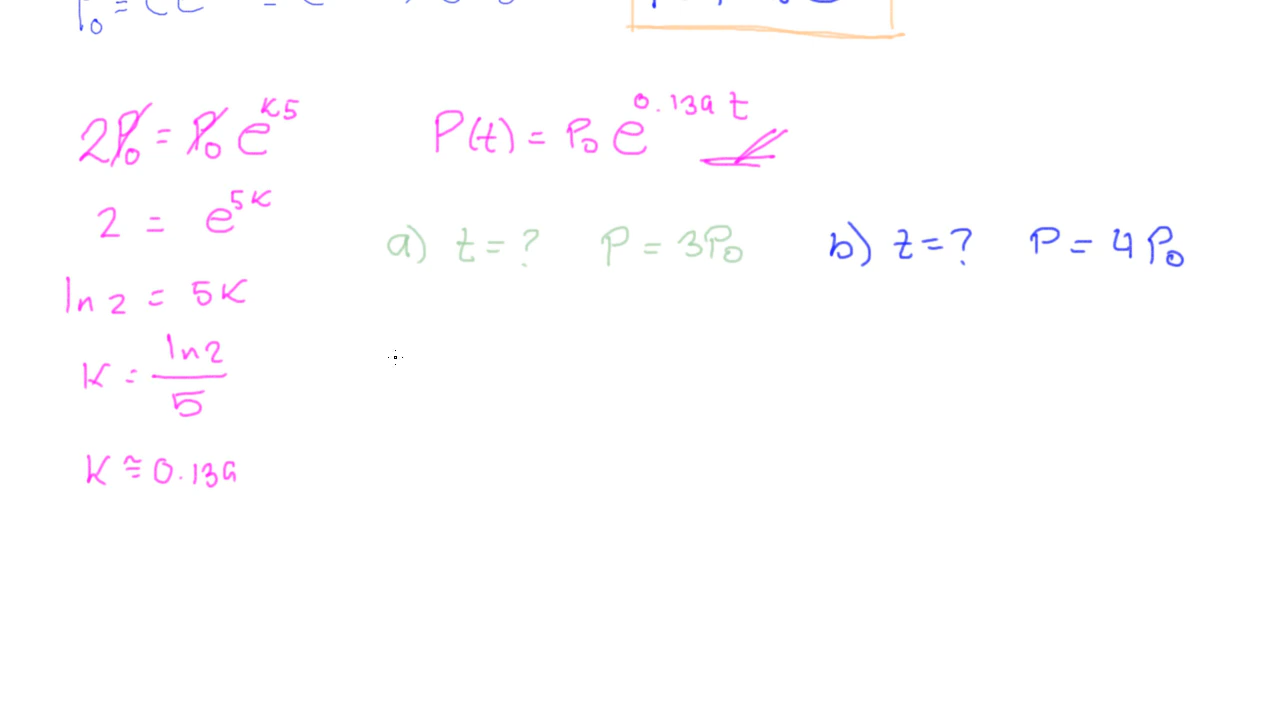 2P₀ = P₀ e^{K5}
2 = e^{5K}
ln 2 = 5K
K = ln2/5
K ≅ 0.139
P(t) = P₀ e^{0.139 t}
a) t = ? P = 3P₀
b) t = ? P = 4P₀